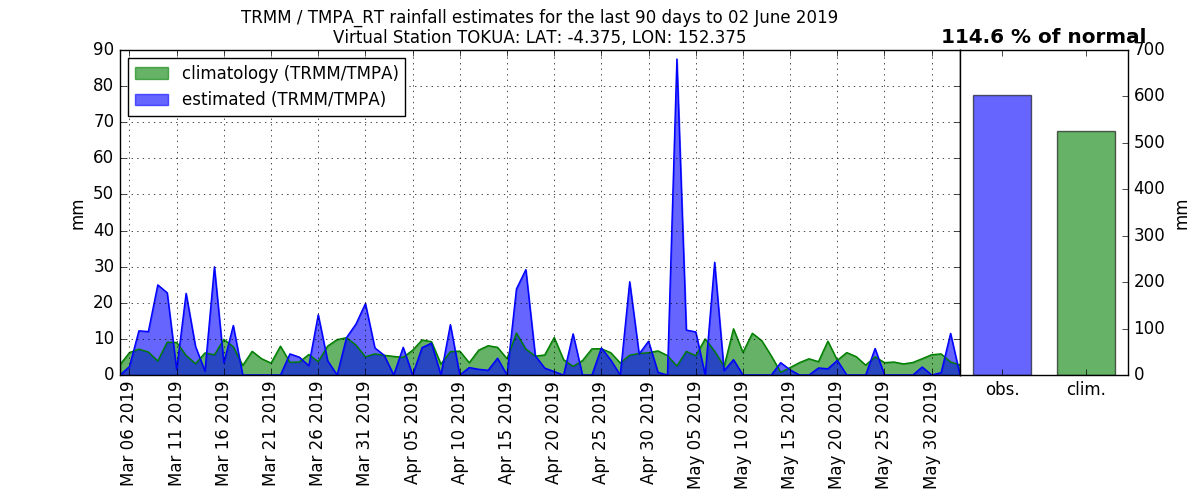 TRMM / TMPA_RT rainfall estimates for the last 90 days to 02 June 2019
Virtual Station TOKUA: LAT: -4.375, LON: 152.375
114.6 % of normal
climatology (TRMM/TMPA)
estimated (TRMM/TMPA)
90
80
70
60
50
40
30
20
10
0
mm
Mar 06 2019
Mar 11 2019
Mar 16 2019
Mar 21 2019
Mar 26 2019
Mar 31 2019
Apr 05 2019
Apr 10 2019
Apr 15 2019
Apr 20 2019
Apr 25 2019
Apr 30 2019
May 05 2019
May 10 2019
May 15 2019
May 20 2019
May 25 2019
May 30 2019
obs.
clim.
700
600
500
400
300
200
100
0
mm